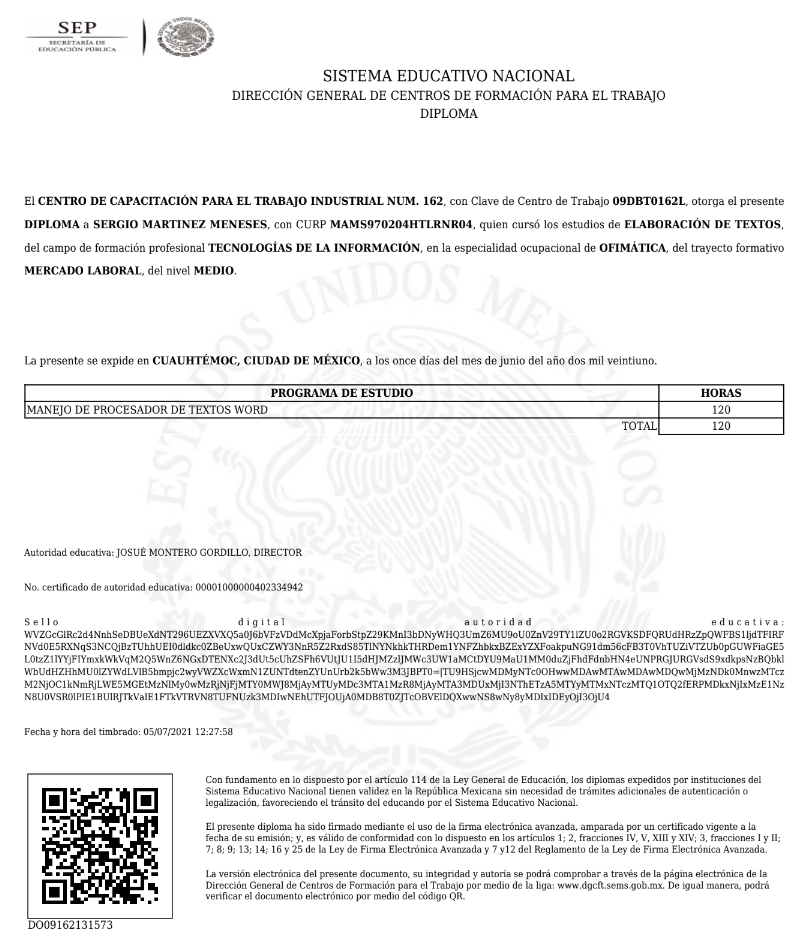 SEP
SECRETARÍA DE
EDUCACIÓN PÚBLICA
ESTADOS UNIDOS MEXICANOS
SISTEMA EDUCATIVO NACIONAL
DIRECCIÓN GENERAL DE CENTROS DE FORMACIÓN PARA EL TRABAJO
DIPLOMA
El CENTRO DE CAPACITACIÓN PARA EL TRABAJO INDUSTRIAL NUM. 162, con Clave de Centro de Trabajo 09DBT0162L, otorga el presente
DIPLOMA a SERGIO MARTINEZ MENESES, con CURP MAMS970204HTLRNR04, quien cursó los estudios de ELABORACIÓN DE TEXTOS,
del campo de formación profesional TECNOLOGÍAS DE LA INFORMACIÓN, en la especialidad ocupacional de OFIMÁTICA, del trayecto formativo
MERCADO LABORAL, del nivel MEDIO.
La presente se expide en CUAUHTÉMOC, CIUDAD DE MÉXICO, a los once días del mes de junio del año dos mil veintiuno.
PROGRAMA DE ESTUDIO HORAS
MANEJO DE PROCESADOR DE TEXTOS WORD 120
TOTAL 120
Autoridad educativa: JOSUÉ MONTERO GORDILLO, DIRECTOR
No. certificado de autoridad educativa: 00001000000402334942
Sello digital autoridad educativa:
Fecha y hora del timbrado: 05/07/2021 12:27:58
Con fundamento en lo dispuesto por el artículo 114 de la Ley General de Educación, los diplomas expedidos por instituciones del
Sistema Educativo Nacional tienen validez en la República Mexicana sin necesidad de trámites adicionales de autenticación o
legalización, favoreciendo el tránsito del educando por el Sistema Educativo Nacional.
El presente diploma ha sido firmado mediante el uso de la firma electrónica avanzada, amparada por un certificado vigente a la
fecha de su emisión; y, es válido de conformidad con lo dispuesto en los artículos 1; 2, fracciones IV, V, XIII y XIV; 3, fracciones I y II;
7; 8; 9; 13; 14; 16 y 25 de la Ley de Firma Electrónica Avanzada y 7 y12 del Reglamento de la Ley de Firma Electrónica Avanzada.
La versión electrónica del presente documento, su integridad y autoría se podrá comprobar a través de la página electrónica de la
Dirección General de Centros de Formación para el Trabajo por medio de la liga: www.dgcft.sems.gob.mx. De igual manera, podrá
verificar el documento electrónico por medio del código QR.
DO09162131573